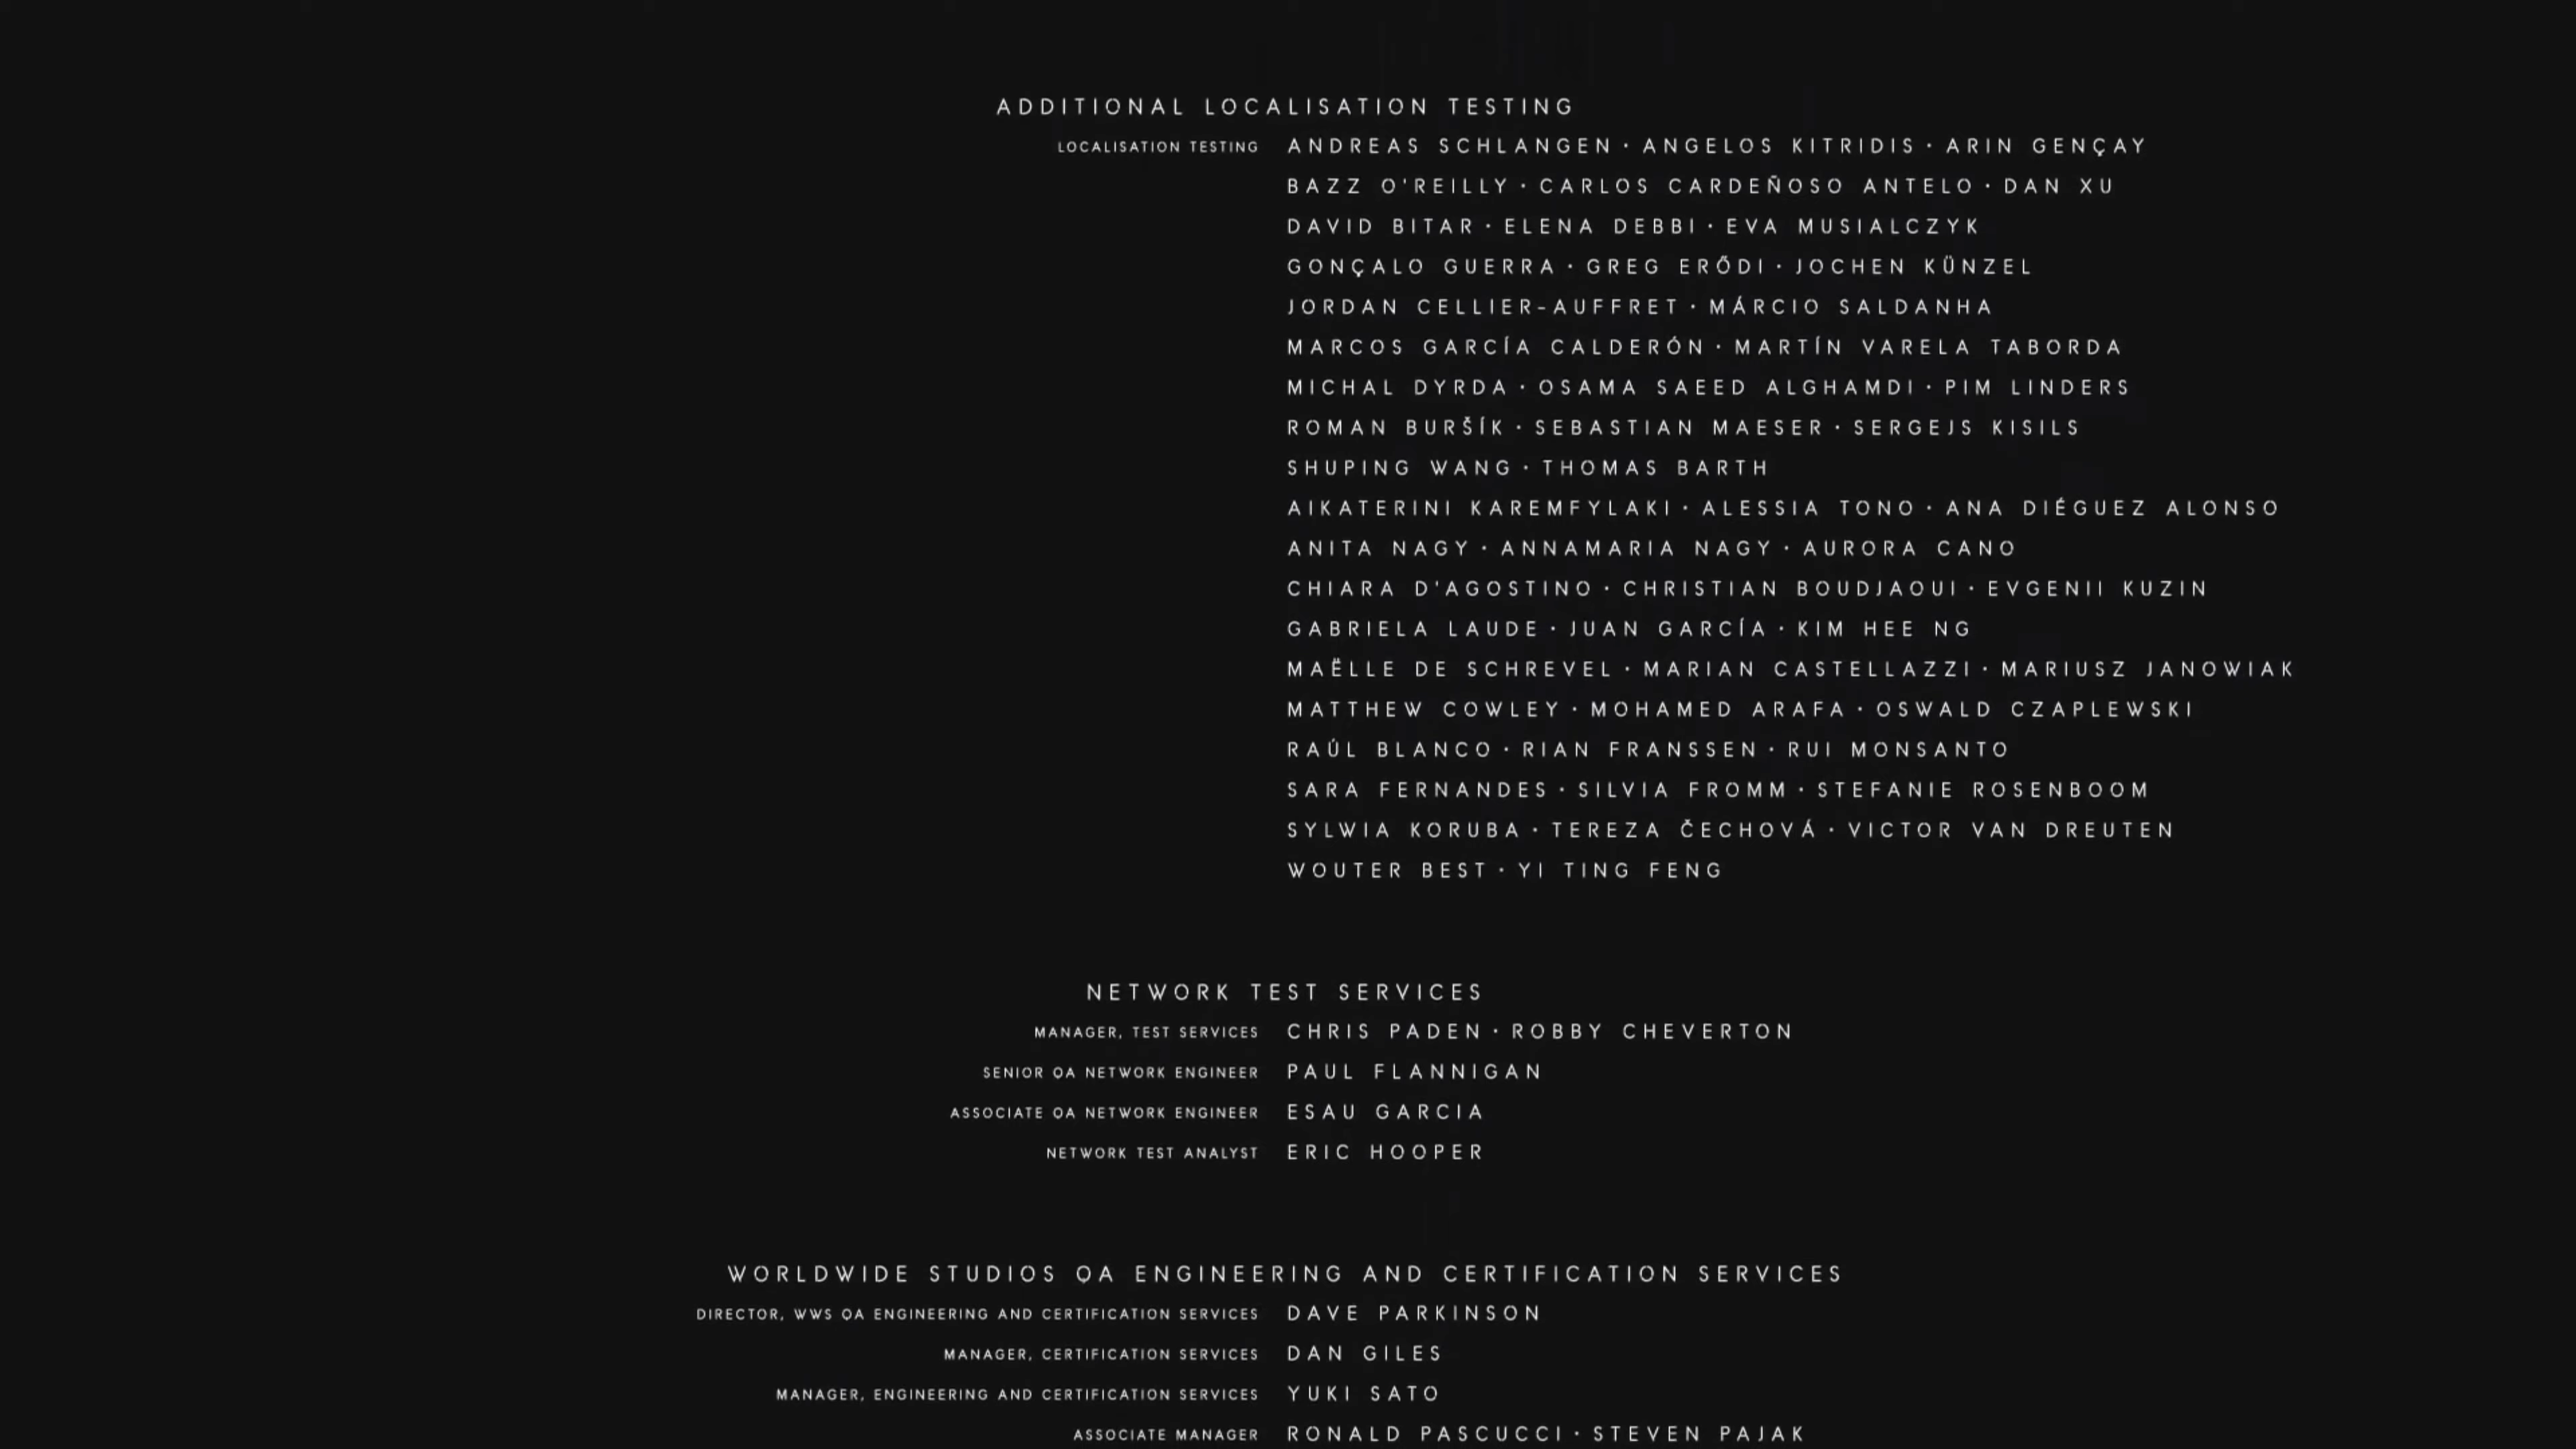 ADDITIONAL LOCALISATION TESTING
LOCALISATION TESTING ANDREAS SCHLANGEN · ANGELOS KITRIDIS · ARIN GENÇAY
BAZZ O'REILLY · CARLOS CARDEÑOSO ANTELO · DAN XU
DAVID BITAR · ELENA DEBBI · EVA MUSIALCZYK
GONÇALO GUERRA · GREG ERŐDI · JOCHEN KÜNZEL
JORDAN CELLIER-AUFFRET · MÁRCIO SALDANHA
MARCOS GARCÍA CALDERÓN · MARTÍN VARELA TABORDA
MICHAL DYRDA · OSAMA SAEED ALGHAMDI · PIM LINDERS
ROMAN BURŠÍK · SEBASTIAN MAESER · SERGEJS KISILS
SHUPING WANG · THOMAS BARTH
AIKATERINI KAREMFYLAKI · ALESSIA TONO · ANA DIÉGUEZ ALONSO
ANITA NAGY · ANNAMARIA NAGY · AURORA CANO
CHIARA D'AGOSTINO · CHRISTIAN BOUDJAOUI · EVGENII KUZIN
GABRIELA LAUDE · JUAN GARCÍA · KIM HEE NG
MAËLLE DE SCHREVEL · MARIAN CASTELLAZZI · MARIUSZ JANOWIAK
MATTHEW COWLEY · MOHAMED ARAFA · OSWALD CZAPLEWSKI
RAÚL BLANCO · RIAN FRANSSEN · RUI MONSANTO
SARA FERNANDES · SILVIA FROMM · STEFANIE ROSENBOOM
SYLWIA KORUBA · TEREZA ČECHOVÁ · VICTOR VAN DREUTEN
WOUTER BEST · YI TING FENG
NETWORK TEST SERVICES
MANAGER, TEST SERVICES CHRIS PADEN · ROBBY CHEVERTON
SENIOR QA NETWORK ENGINEER PAUL FLANNIGAN
ASSOCIATE QA NETWORK ENGINEER ESAU GARCIA
NETWORK TEST ANALYST ERIC HOOPER
WORLDWIDE STUDIOS QA ENGINEERING AND CERTIFICATION SERVICES
DIRECTOR, WWS QA ENGINEERING AND CERTIFICATION SERVICES DAVE PARKINSON
MANAGER, CERTIFICATION SERVICES DAN GILES
MANAGER, ENGINEERING AND CERTIFICATION SERVICES YUKI SATO
ASSOCIATE MANAGER RONALD PASCUCCI · STEVEN PAJAK